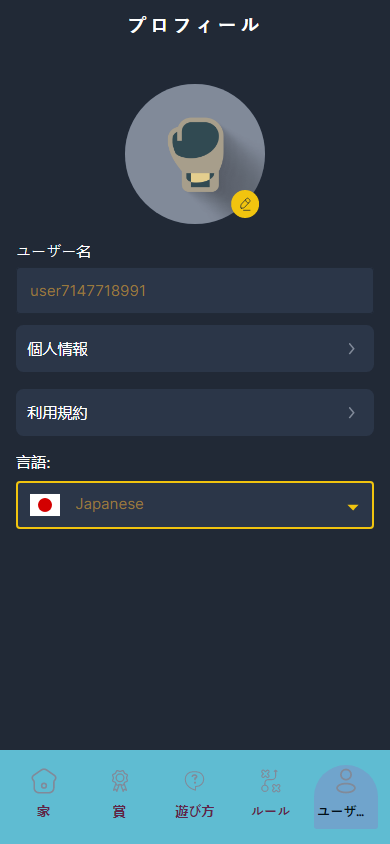 プロフィール
ユーザー名
user7147718991
個人情報
利用規約
言語:
Japanese
家
賞
遊び方
ルール
ユーザ...